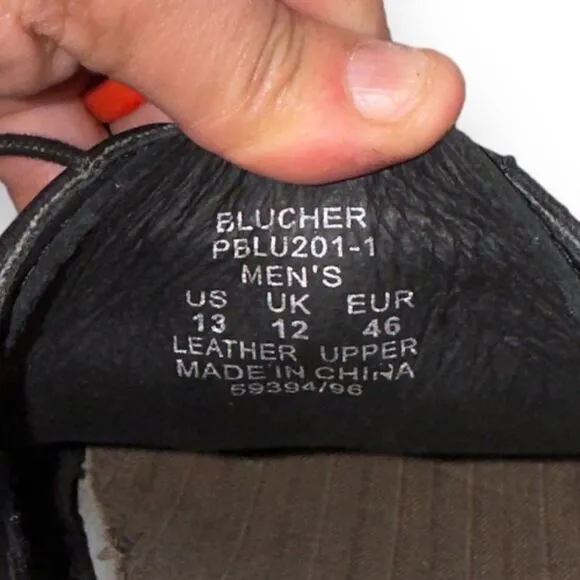 BLUCHER
PBLU201-1
MEN'S
US UK EUR
13 12 46
LEATHER UPPER
MADE IN CHINA
59394/96